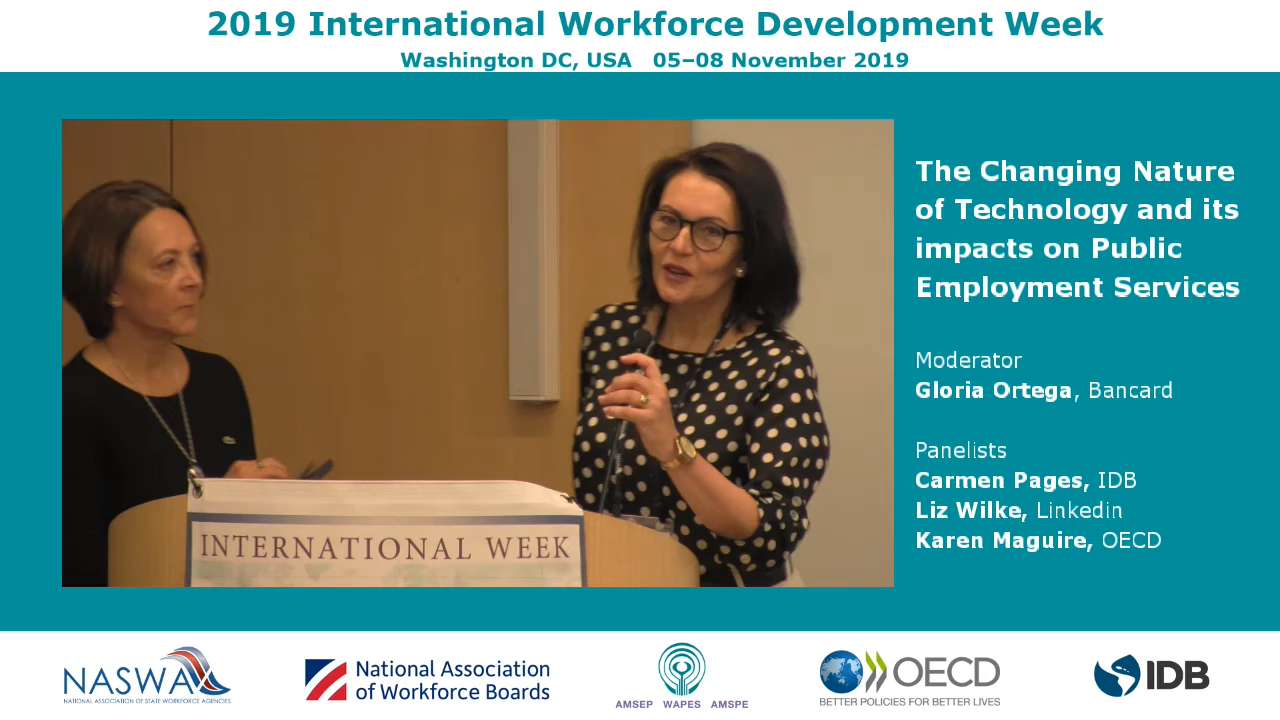 2019 International Workforce Development Week
Washington DC, USA 05–08 November 2019
The Changing Nature
of Technology and its
impacts on Public
Employment Services
Moderator
Gloria Ortega, Bancard
Panelists
Carmen Pages, IDB
Liz Wilke, Linkedin
Karen Maguire, OECD
INTERNATIONAL WEEK
NASWA
NATIONAL ASSOCIATION OF STATE WORKFORCE AGENCIES
National Association
of Workforce Boards
AMSEP WAPES AMSPE
OECD
BETTER POLICIES FOR BETTER LIVES
IDB